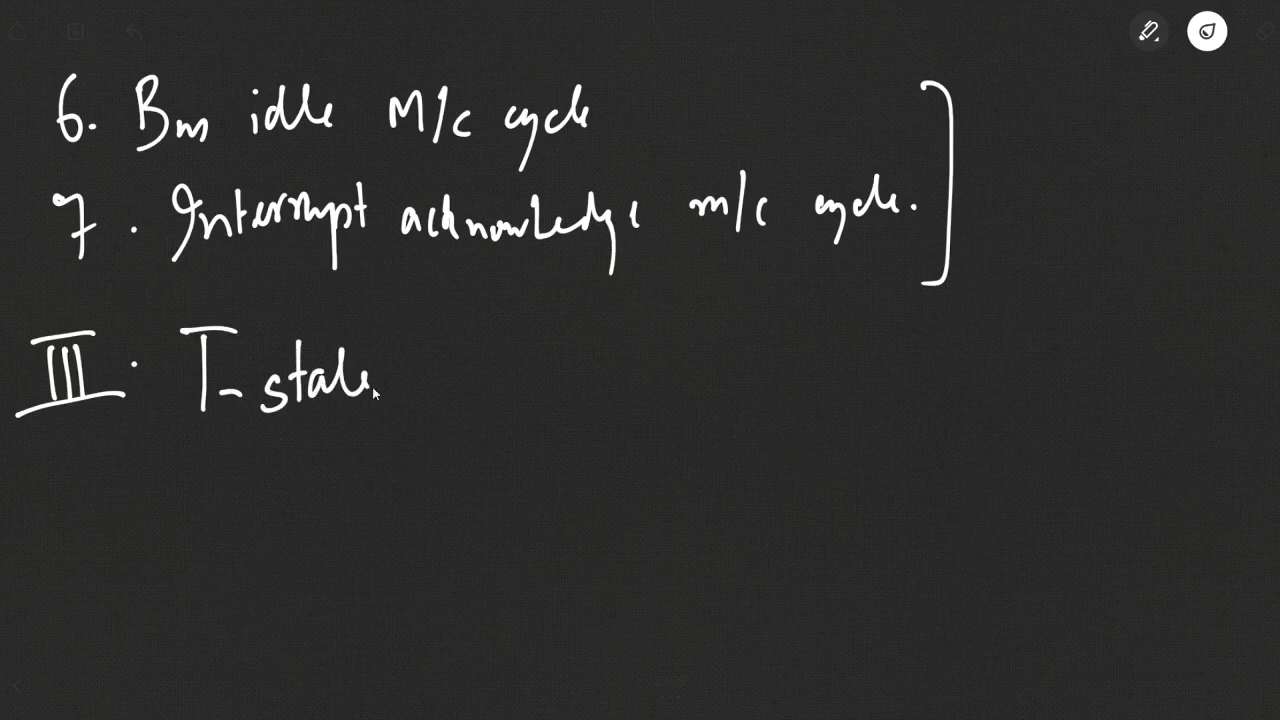 6. Bus idle M/c cycle
7. Interrupt acknowledge m/c cycle.
III. T-state